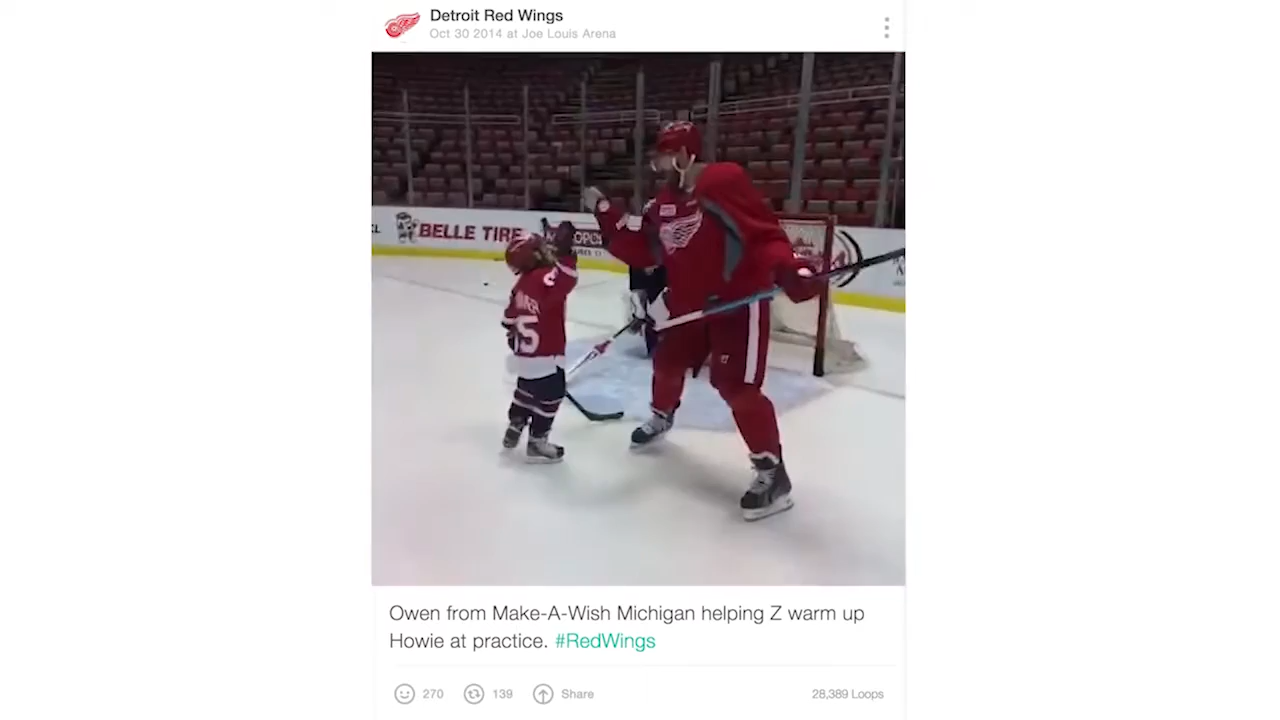 Detroit Red Wings
Oct 30 2014 at Joe Louis Arena
BELLE TIRE
5
Owen from Make-A-Wish Michigan helping Z warm up
Howie at practice. #RedWings
270
139
Share
28,389 Loops